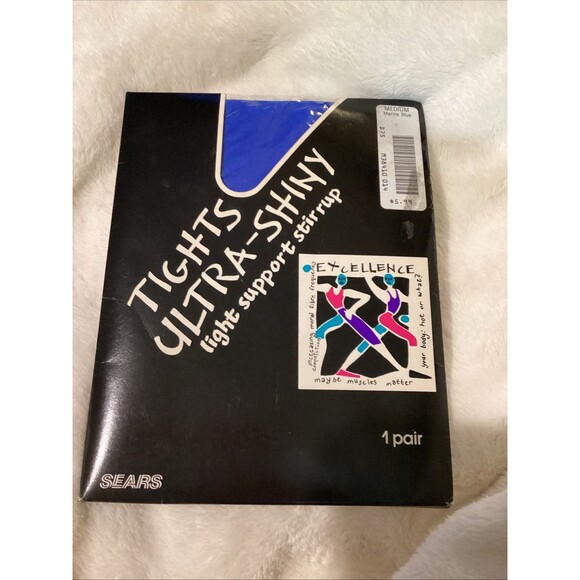 MEDIUM
Marine Blue
$5.99
TIGHTS
ULTRA-SHINY
light support stirrup
EXCELLENCE
your body: hot or what?
maybe muscles matter
1 pair
SEARS